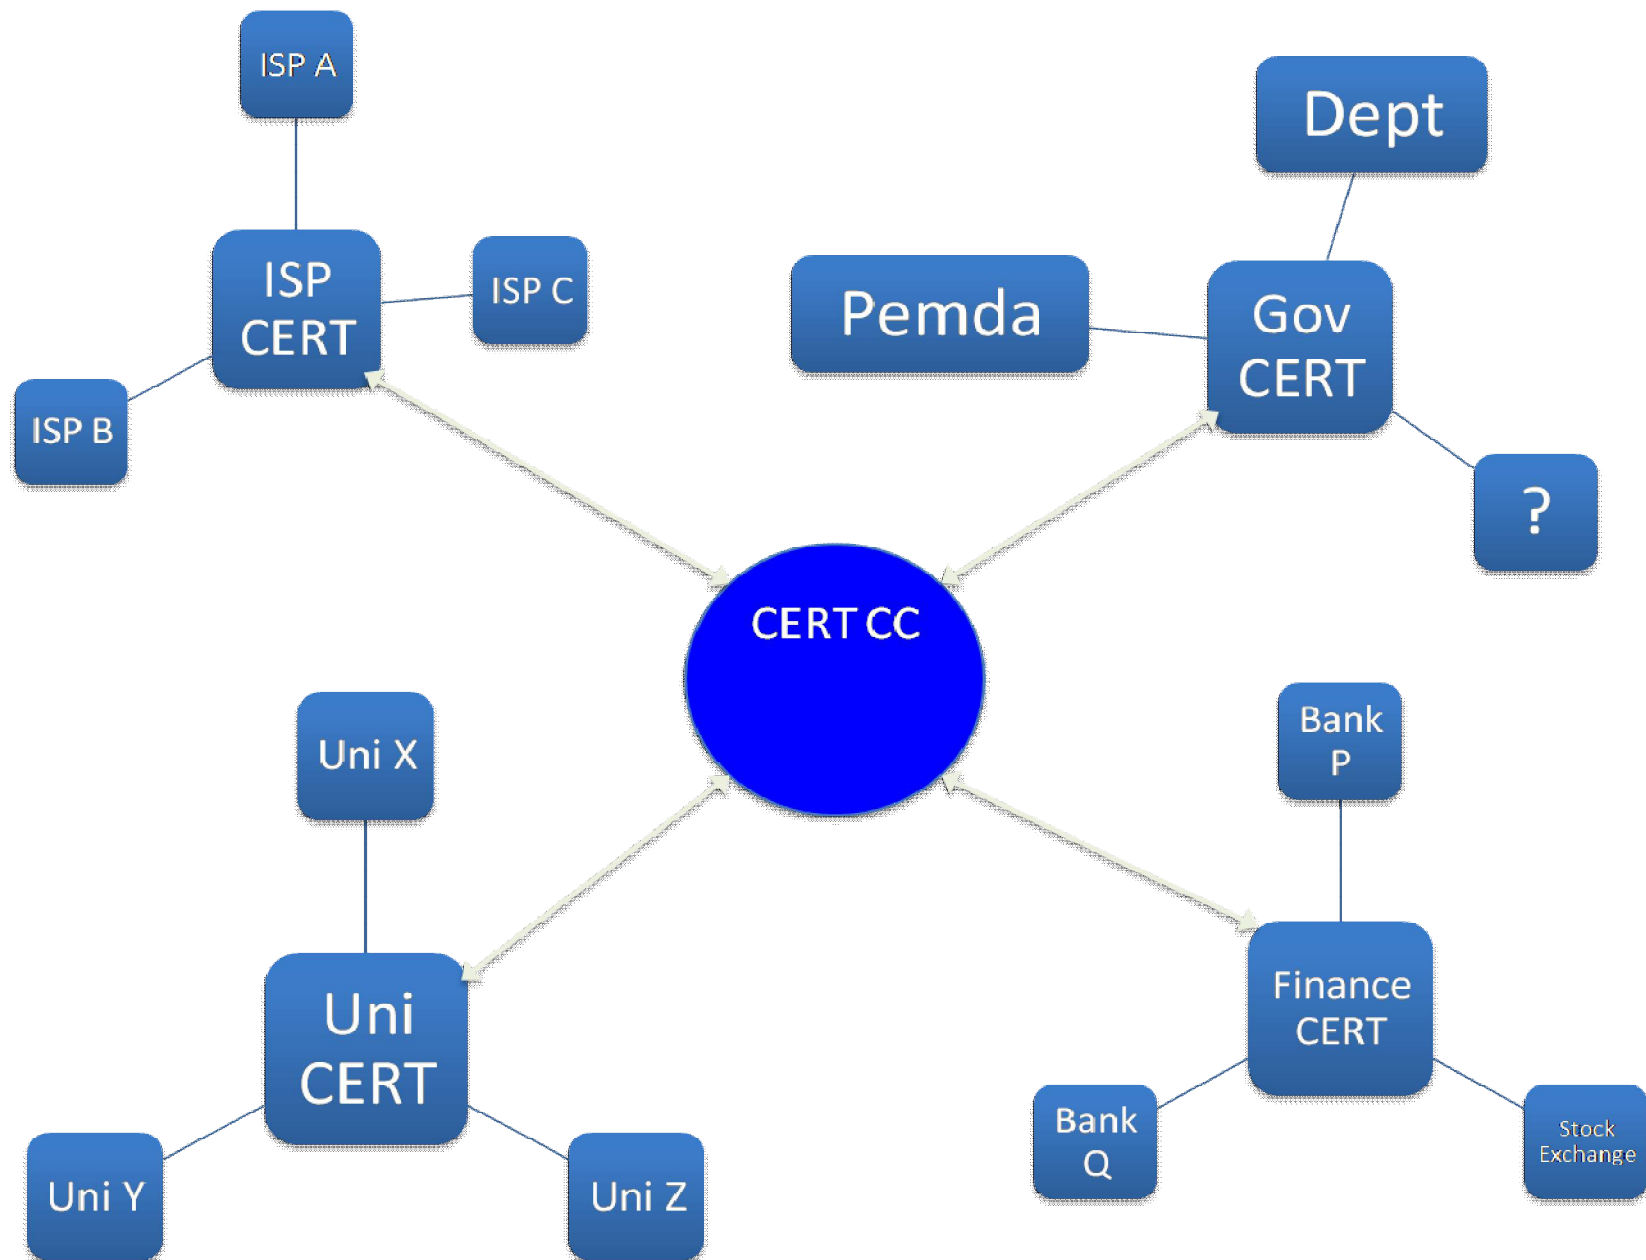 ISP A
Dept
ISP
CERT
ISP C
Pemda
Gov
CERT
ISP B
?
CERT CC
Uni X
Bank
P
Uni
CERT
Finance
CERT
Uni Y
Uni Z
Bank
Q
Stock
Exchange